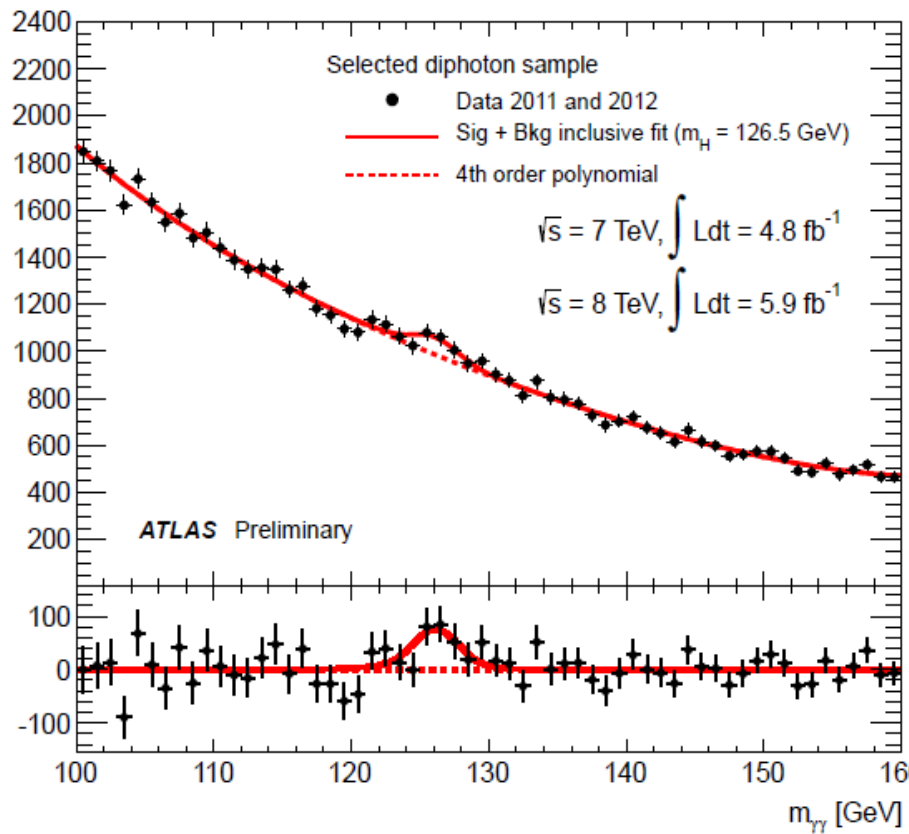 2400
2200
2000
1800
1600
1400
1200
1000
800
600
400
200
Selected diphoton sample
Data 2011 and 2012
Sig + Bkg inclusive fit (m_H = 126.5 GeV)
4th order polynomial
√s = 7 TeV, ∫ Ldt = 4.8 fb⁻¹
√s = 8 TeV, ∫ Ldt = 5.9 fb⁻¹
ATLAS Preliminary
100
0
-100
100 110 120 130 140 150 16
m_γγ [GeV]